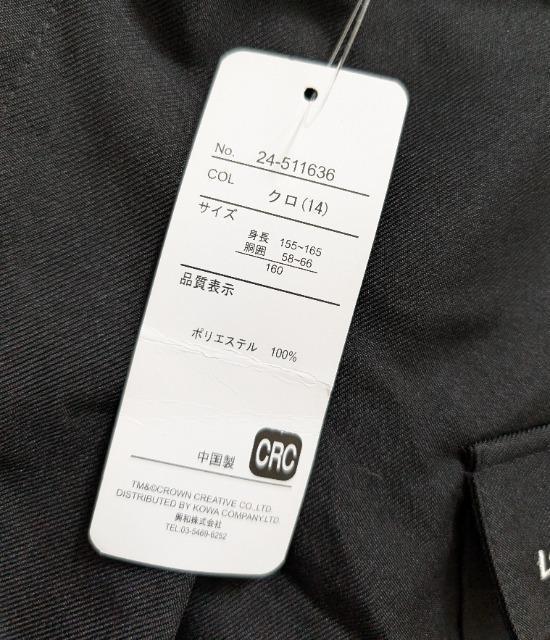 No. 24-511636
COL クロ(14)
サイズ
身長 155~165
胴囲 58~66
160
品質表示
ポリエステル 100%
中国製 CRC
TM&©CROWN CREATIVE CO.,LTD.
DISTRIBUTED BY KOWA COMPANY.LTD.
興和株式会社
TEL.03-5469-6252